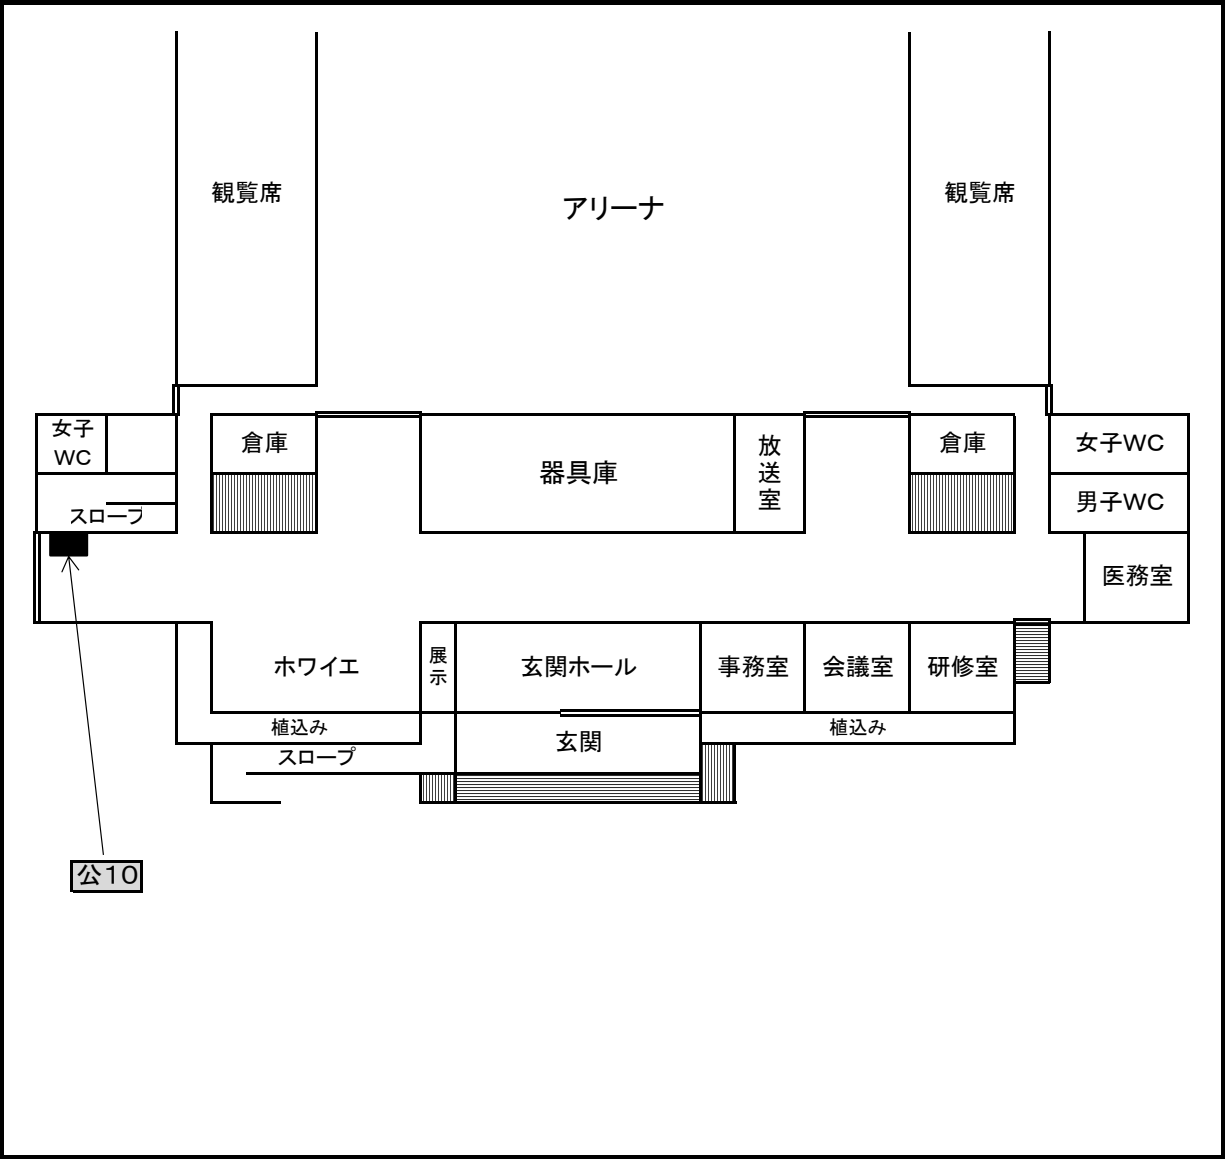 観覧席
アリーナ
観覧席
女子
WC
倉庫
器具庫
放
送
室
倉庫
女子WC
男子WC
スロープ
医務室
ホワイエ
展
示
玄関ホール
事務室
会議室
研修室
植込み
玄関
植込み
スロープ
公10